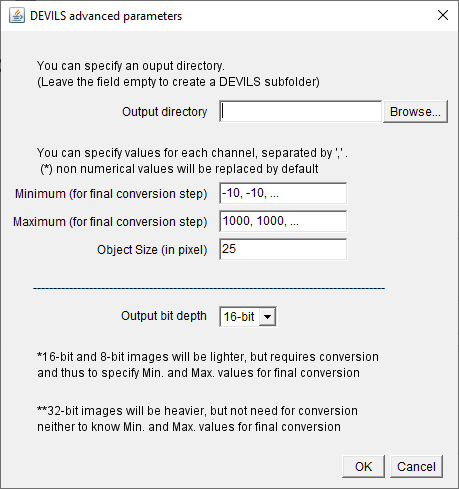 DEVILS advanced parameters
You can specify an ouput directory.
(Leave the field empty to create a DEVILS subfolder)
Output directory
Browse...
You can specify values for each channel, separated by ',' .
(*) non numerical values will be replaced by default
Minimum (for final conversion step) -10, -10, ...
Maximum (for final conversion step) 1000, 1000, ...
Object Size (in pixel) 25
Output bit depth 16-bit
*16-bit and 8-bit images will be lighter, but requires conversion
and thus to specify Min. and Max. values for final conversion
**32-bit images will be heavier, but not need for conversion
neither to know Min. and Max. values for final conversion
OK Cancel